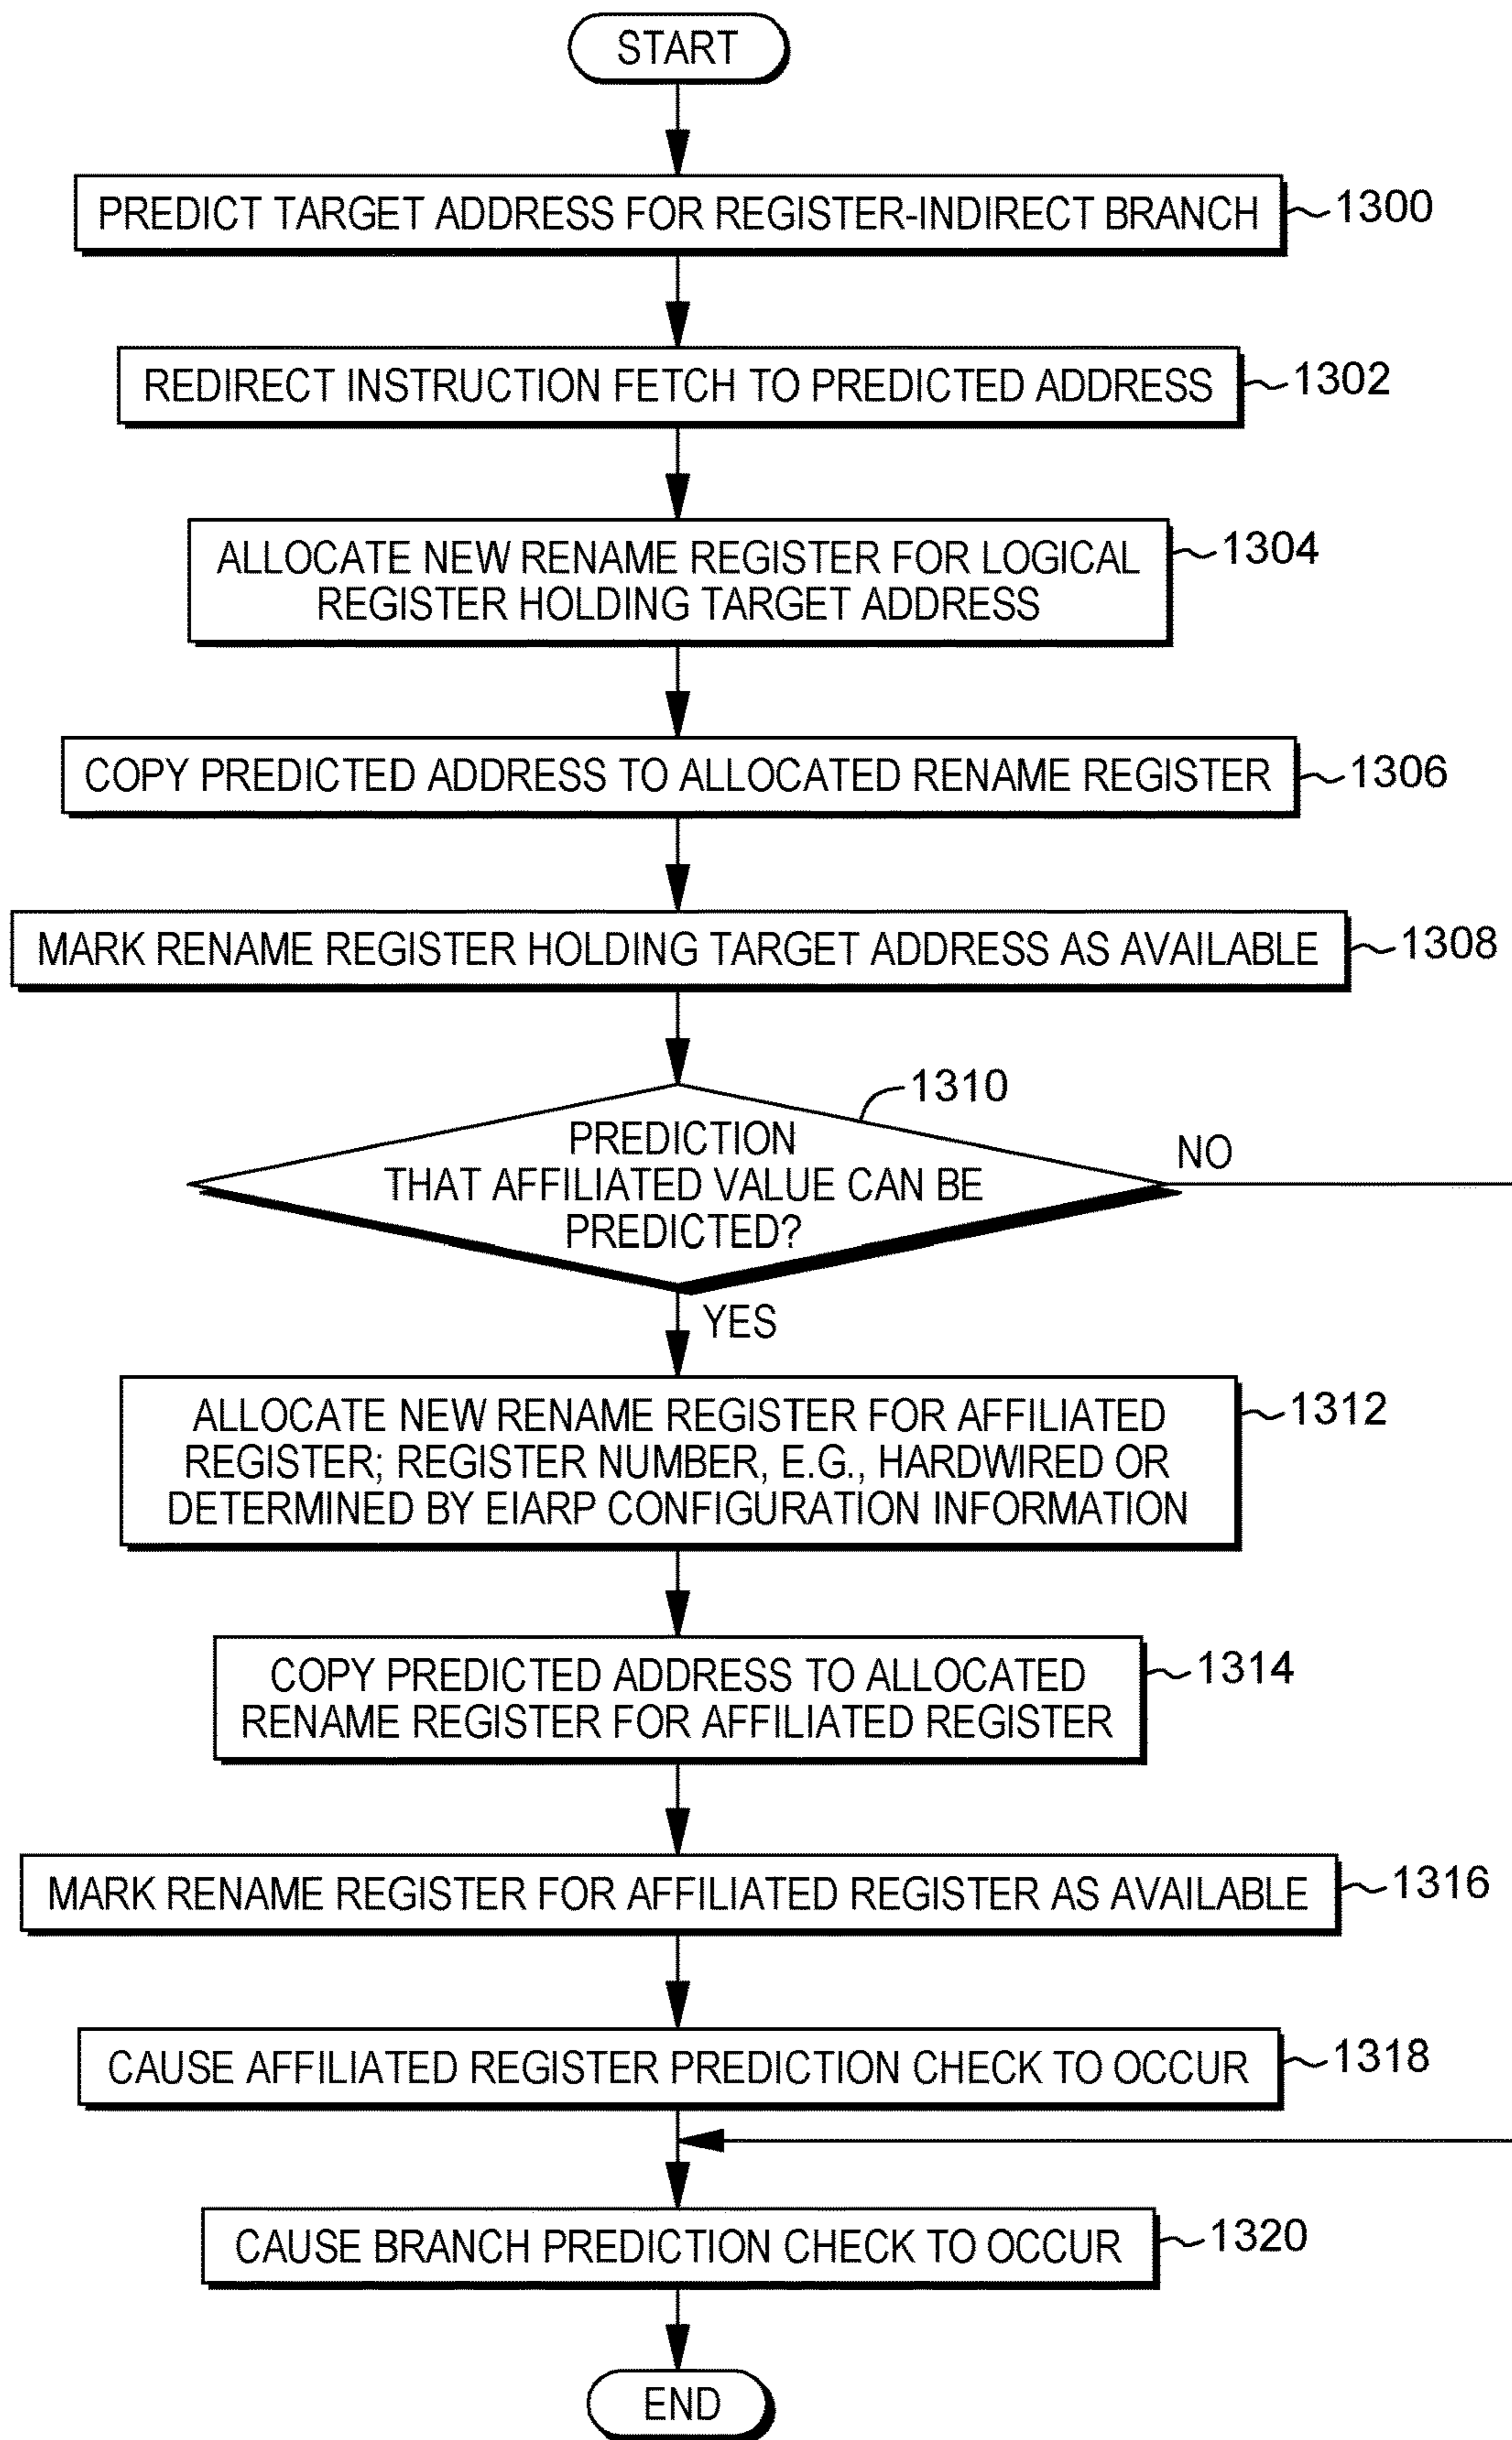 START
PREDICT TARGET ADDRESS FOR REGISTER-INDIRECT BRANCH
1300
REDIRECT INSTRUCTION FETCH TO PREDICTED ADDRESS
1302
ALLOCATE NEW RENAME REGISTER FOR LOGICAL
REGISTER HOLDING TARGET ADDRESS
1304
COPY PREDICTED ADDRESS TO ALLOCATED RENAME REGISTER
1306
MARK RENAME REGISTER HOLDING TARGET ADDRESS AS AVAILABLE
1308
1310
PREDICTION
THAT AFFILIATED VALUE CAN BE
PREDICTED?
NO
YES
ALLOCATE NEW RENAME REGISTER FOR AFFILIATED
REGISTER; REGISTER NUMBER, E.G., HARDWIRED OR
DETERMINED BY EIARP CONFIGURATION INFORMATION
1312
COPY PREDICTED ADDRESS TO ALLOCATED
RENAME REGISTER FOR AFFILIATED REGISTER
1314
MARK RENAME REGISTER FOR AFFILIATED REGISTER AS AVAILABLE
1316
CAUSE AFFILIATED REGISTER PREDICTION CHECK TO OCCUR
1318
CAUSE BRANCH PREDICTION CHECK TO OCCUR
1320
END